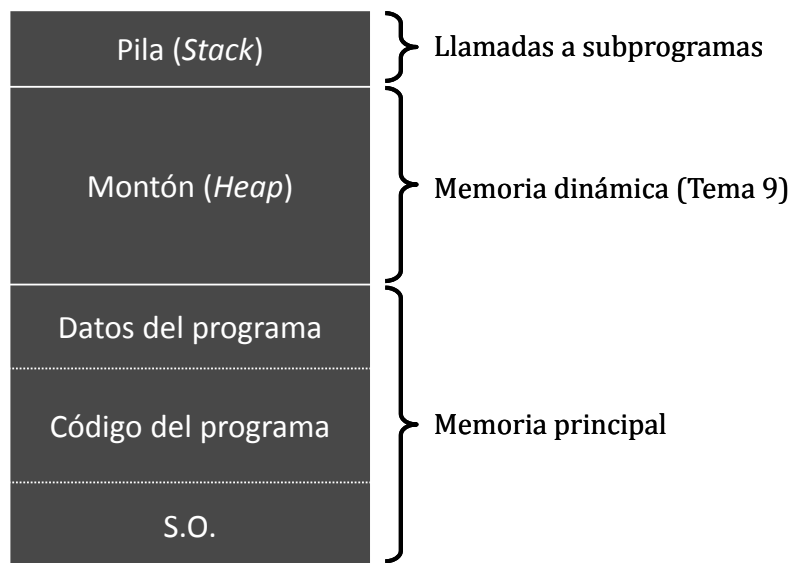 Pila (Stack)
Llamadas a subprogramas
Montón (Heap)
Memoria dinámica (Tema 9)
Datos del programa
Código del programa
Memoria principal
S.O.